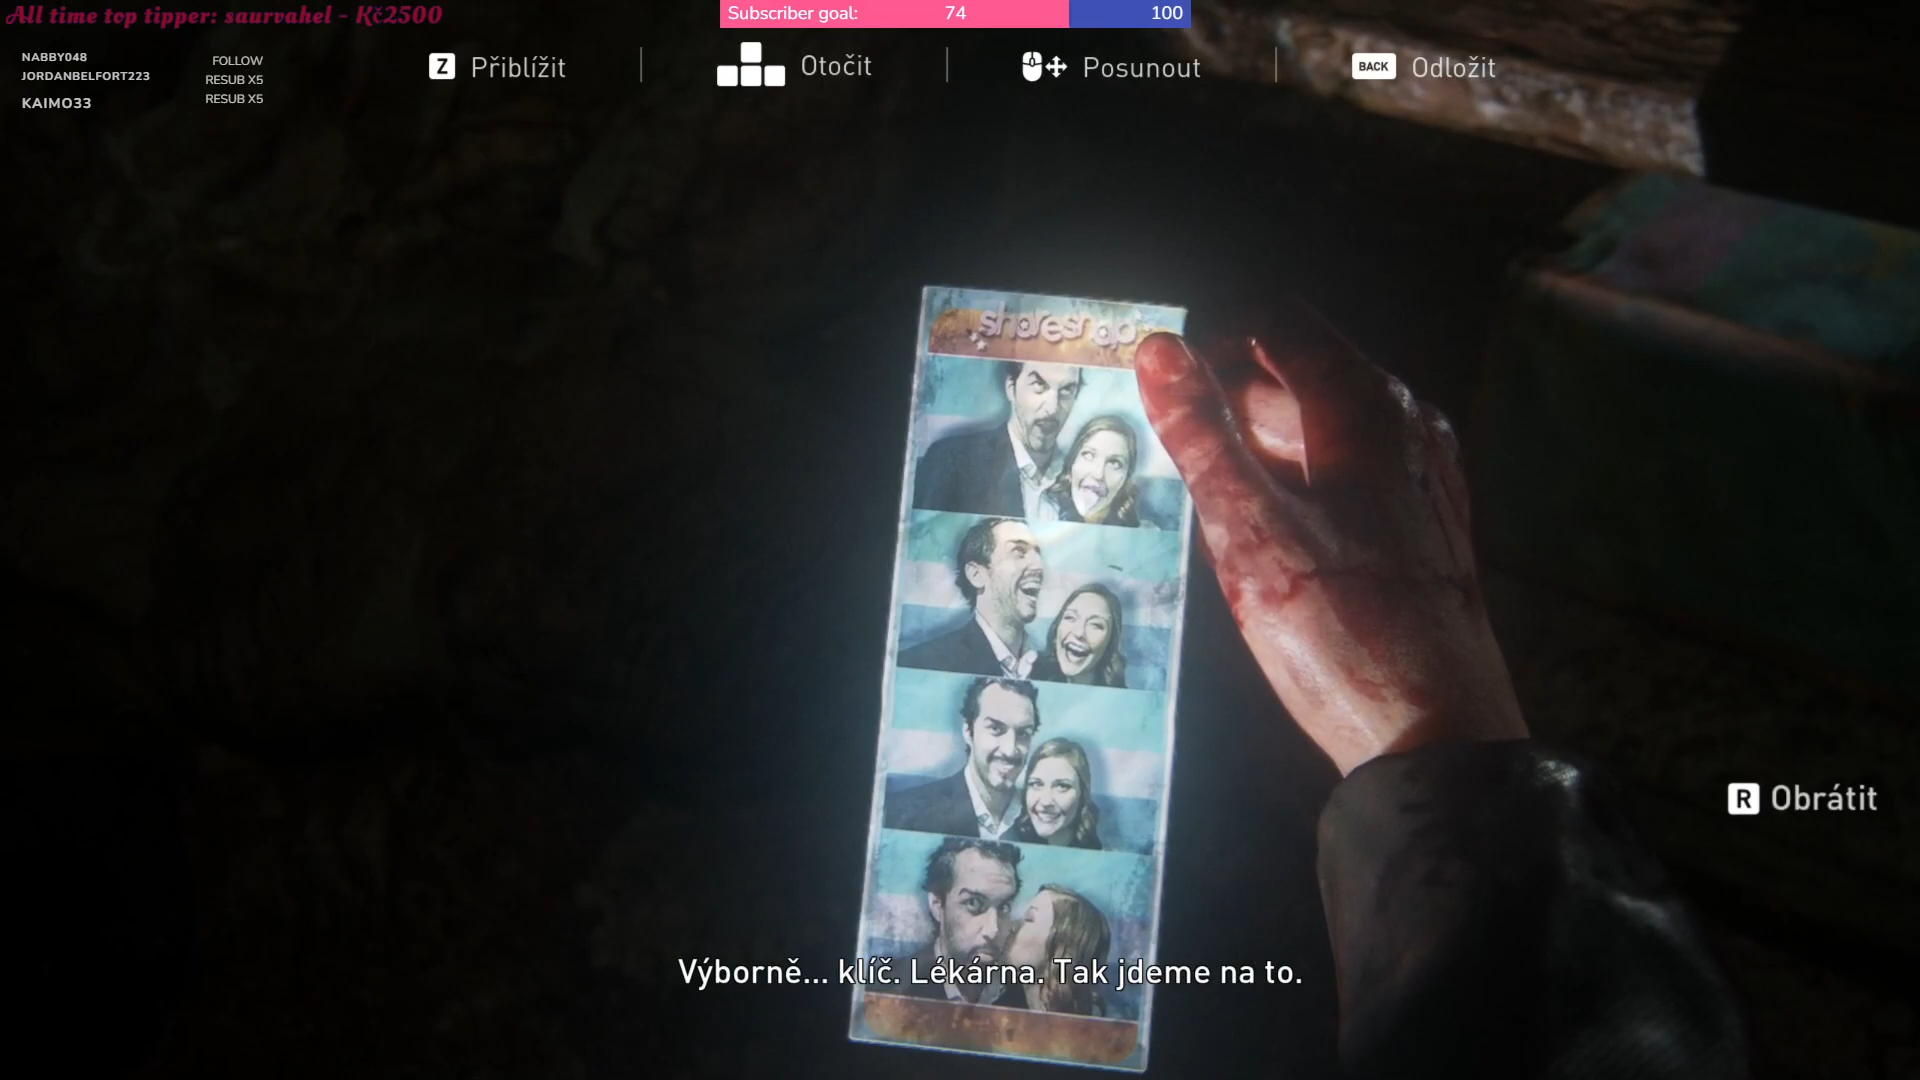 All time top tipper: saurvahel - Kč2500
Subscriber goal: 74 100
NABBY048 FOLLOW
JORDANBELFORT223 RESUB X5
KAIMO33 RESUB X5
Z Přiblížit
Otočit
Posunout
BACK Odložit
R Obrátit
Výborně... klíč. Lékárna. Tak jdeme na to.